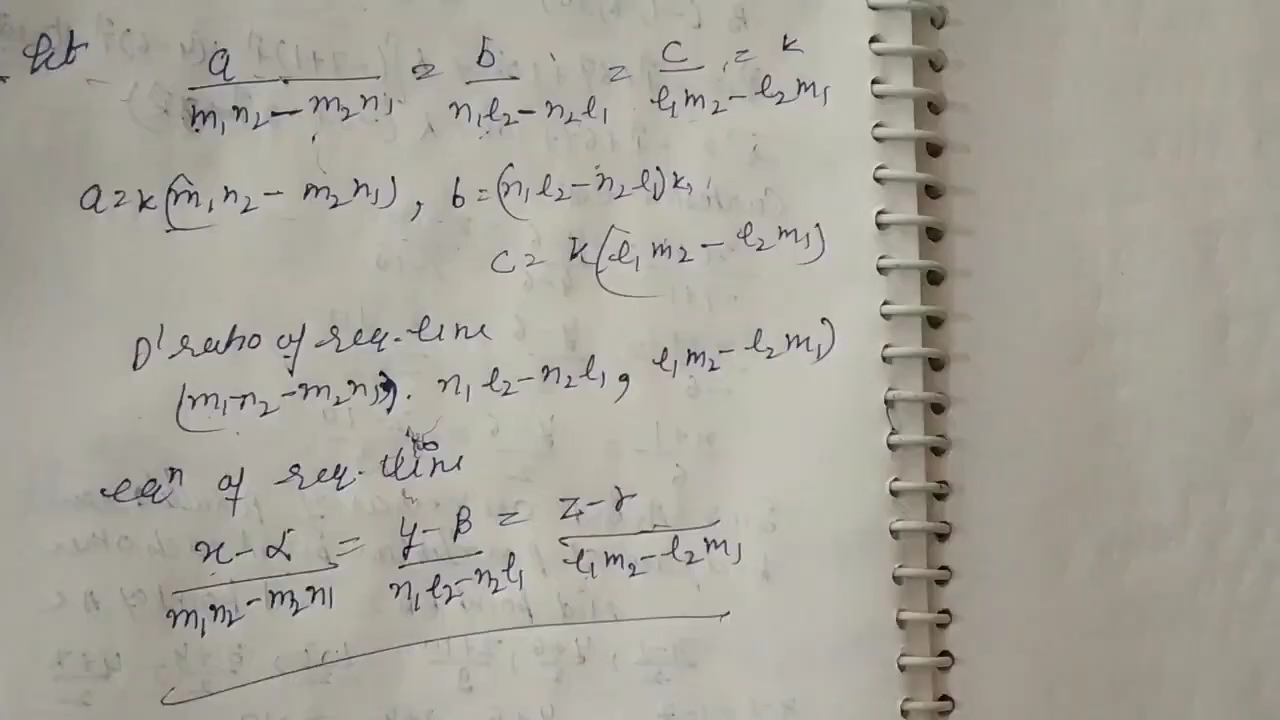 Let a/(m₁n₂ - m₂n₁) = b/(n₁l₂ - n₂l₁) = c/(l₁m₂ - l₂m₁) = k
a = k(m₁n₂ - m₂n₁), b = (n₁l₂ - n₂l₁)k,
c = k(l₁m₂ - l₂m₁)
D' ratio of req. line
(m₁n₂ - m₂n₁), n₁l₂ - n₂l₁, l₁m₂ - l₂m₁)
eqⁿ of req. line
(x - α)/(m₁n₂ - m₂n₁) = (y - β)/(n₁l₂ - n₂l₁) = (z - γ)/(l₁m₂ - l₂m₁)